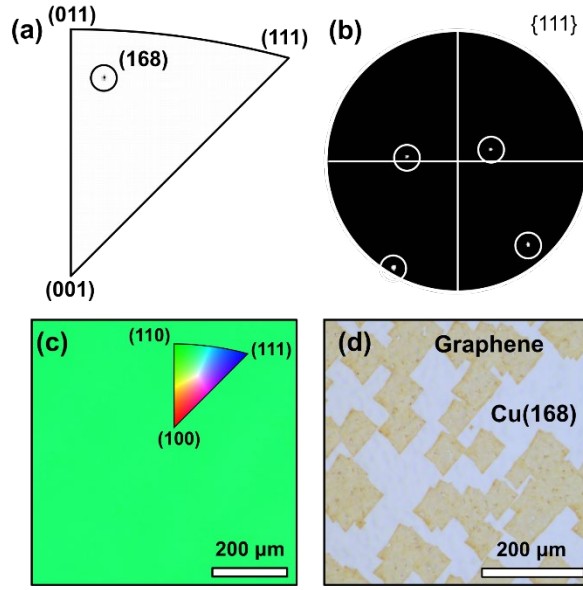 (a)
(011)
(111)
(168)
(001)
(b)
{111}
(c)
(110)
(111)
(100)
200 µm
(d)
Graphene
Cu(168)
200 µm